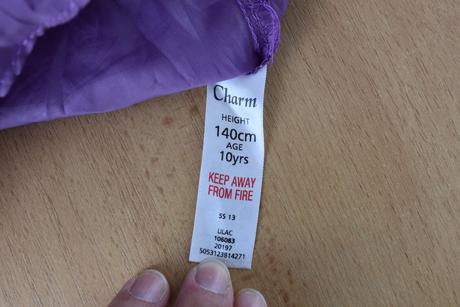 Charm
HEIGHT
140cm
AGE
10yrs
KEEP AWAY
FROM FIRE
SS 13
LILAC
106083
20197
5053123814271